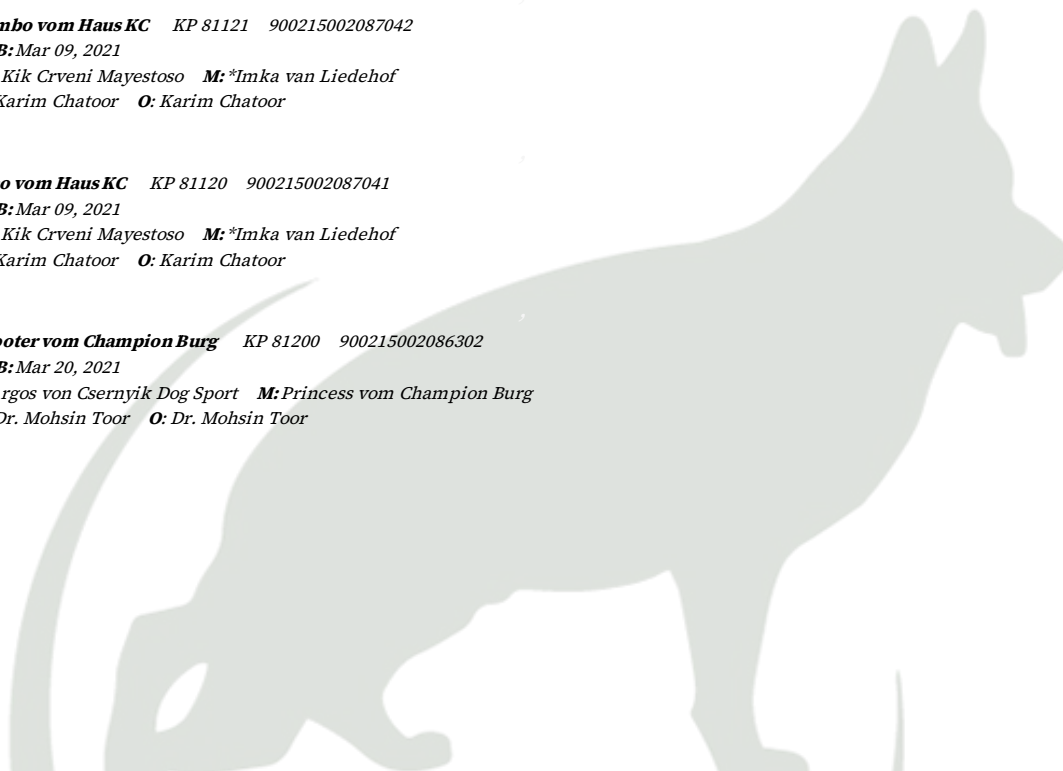 mbo vom Haus KC KP 81121 900215002087042
B: Mar 09, 2021
Kik Crveni Mayestoso M: *Imka van Liedehof
Karim Chatoor O: Karim Chatoor
o vom Haus KC KP 81120 900215002087041
B: Mar 09, 2021
Kik Crveni Mayestoso M: *Imka van Liedehof
Karim Chatoor O: Karim Chatoor
ooter vom Champion Burg KP 81200 900215002086302
B: Mar 20, 2021
rgos von Csernyik Dog Sport M: Princess vom Champion Burg
Dr. Mohsin Toor O: Dr. Mohsin Toor